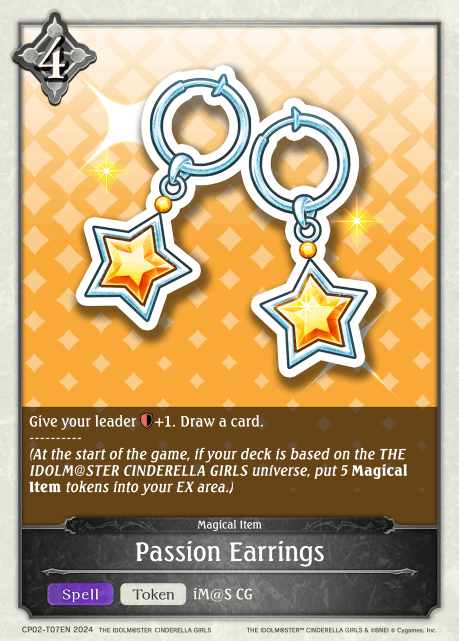 4
Give your leader +1. Draw a card.
----------
(At the start of the game, if your deck is based on the THE
IDOLM@STER CINDERELLA GIRLS universe, put 5 Magical
Item tokens into your EX area.)
Magical Item
Passion Earrings
Spell Token iM@S CG
CP02-T07EN 2024 THE IDOLM@STER CINDERELLA GIRLS THE IDOLM@STER™ CINDERELLA GIRLS & ©BNEI © Cygames, Inc.